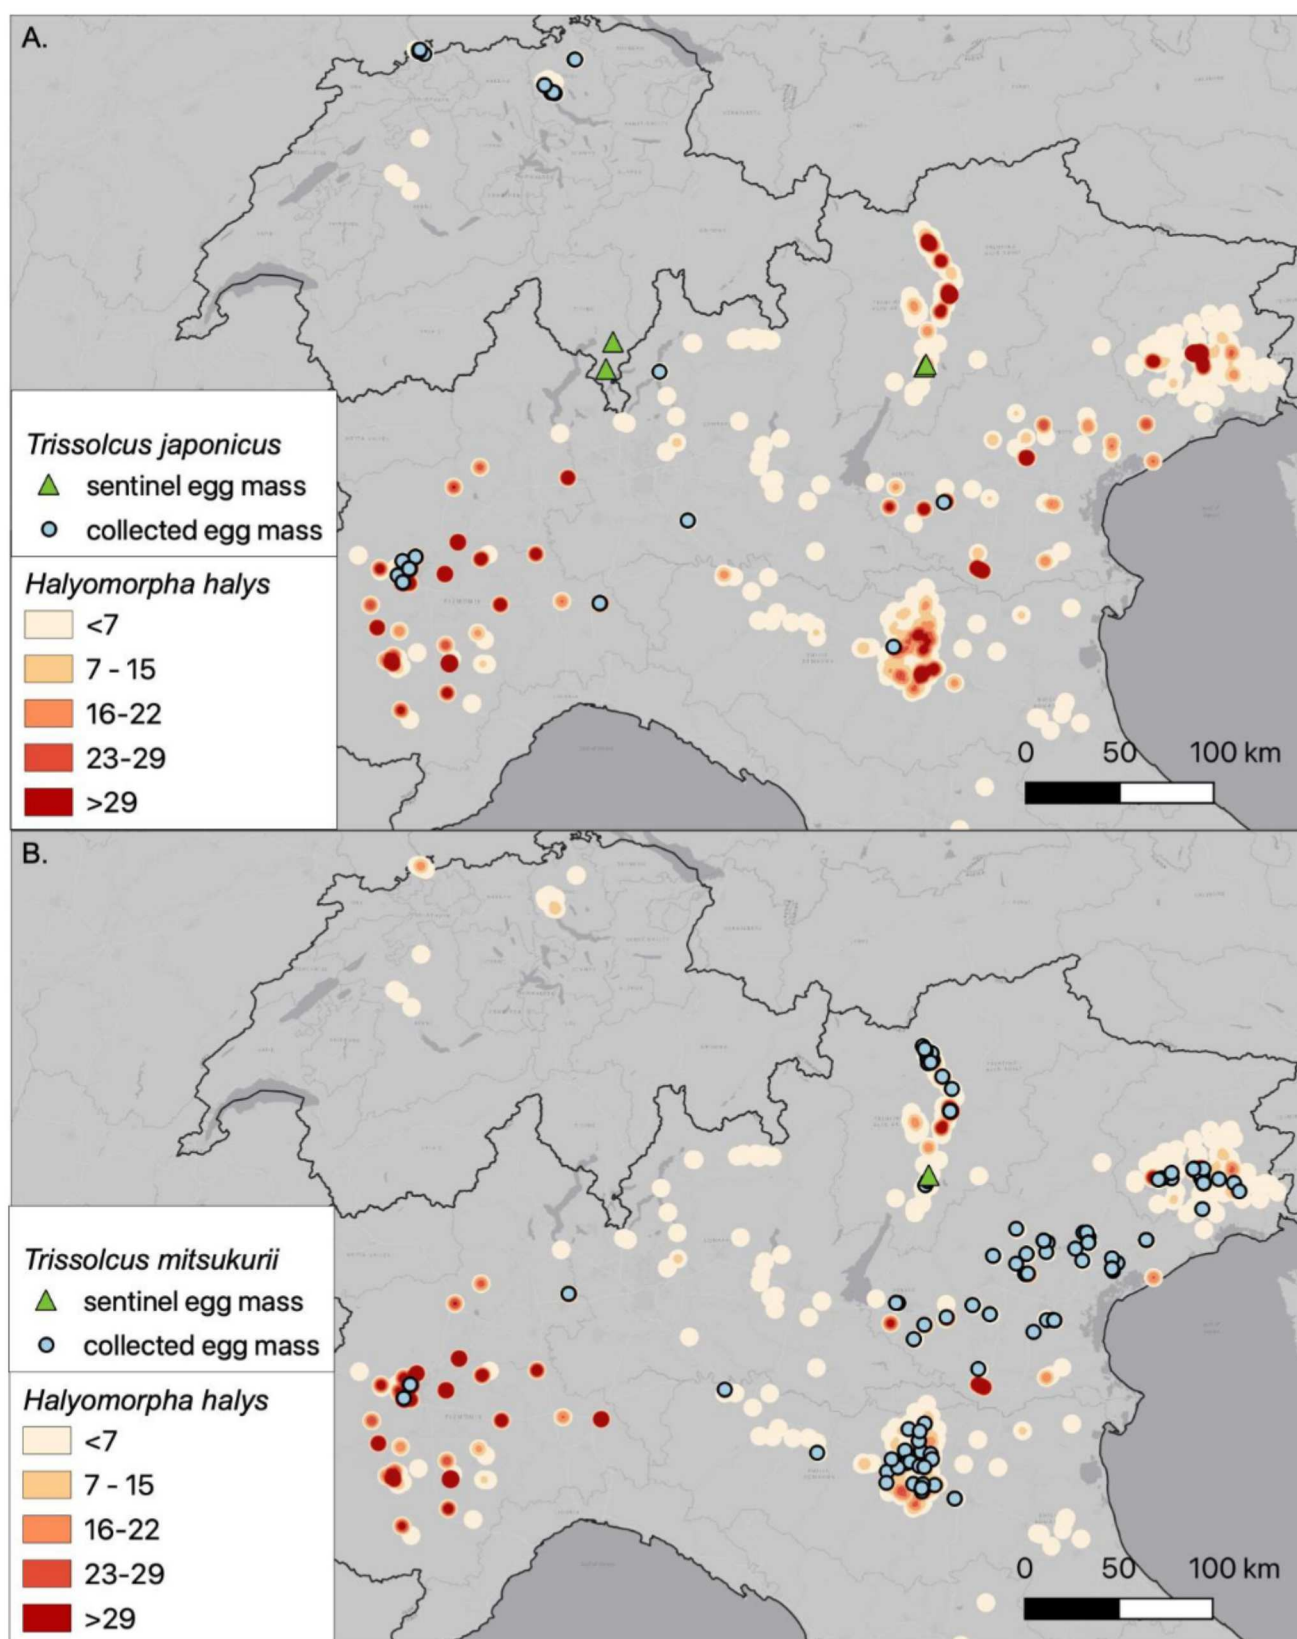 A.
Trissolcus japonicus
sentinel egg mass
collected egg mass
Halyomorpha halys
<7
7 - 15
16-22
23-29
>29
0 50 100 km
B.
Trissolcus mitsukurii
sentinel egg mass
collected egg mass
Halyomorpha halys
<7
7 - 15
16-22
23-29
>29
0 50 100 km